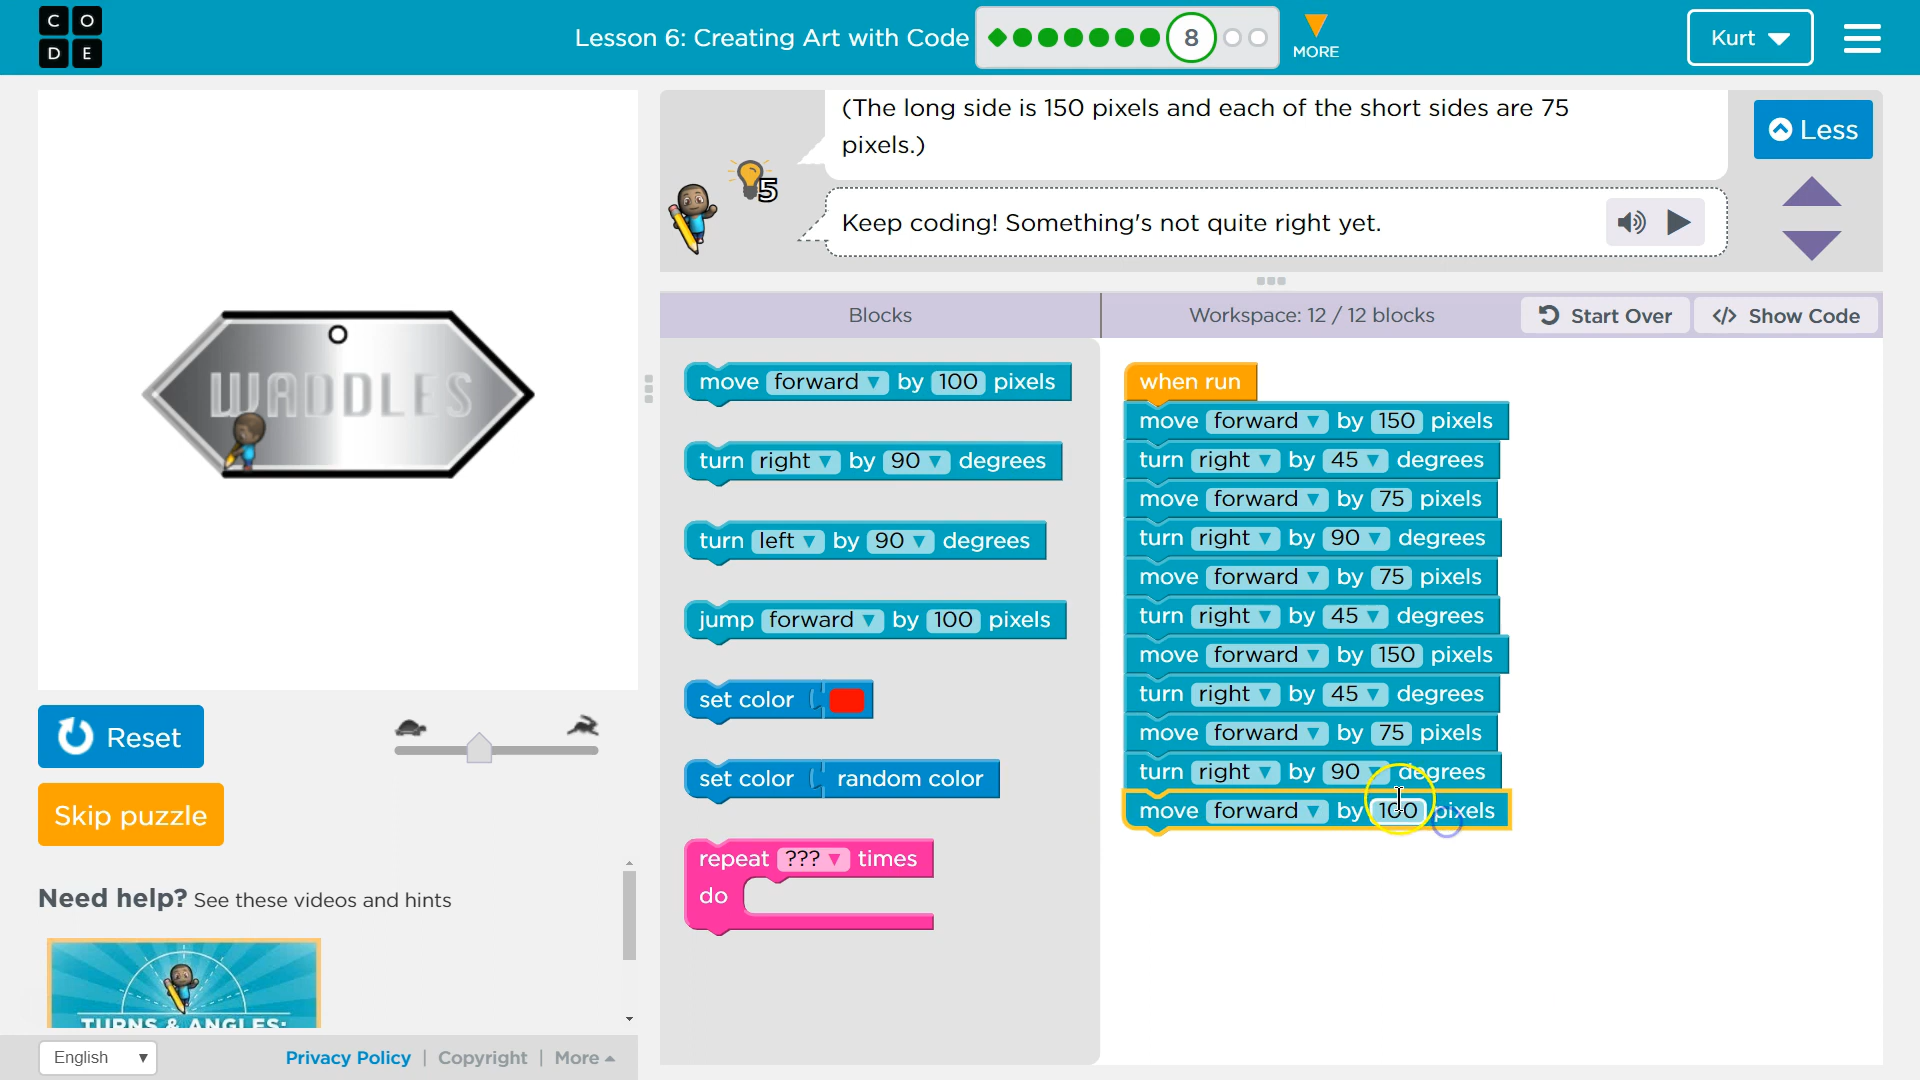 C O
D E
Lesson 6: Creating Art with Code
8
MORE
Kurt
(The long side is 150 pixels and each of the short sides are 75
pixels.)
Less
5
Keep coding! Something's not quite right yet.
Blocks
Workspace: 12 / 12 blocks
Start Over
</> Show Code
WADDLES
move forward by 100 pixels
turn right by 90 degrees
turn left by 90 degrees
jump forward by 100 pixels
set color
set color random color
repeat ??? times
do
when run
move forward by 150 pixels
turn right by 45 degrees
move forward by 75 pixels
turn right by 90 degrees
move forward by 75 pixels
turn right by 45 degrees
move forward by 150 pixels
turn right by 45 degrees
move forward by 75 pixels
turn right by 90 degrees
move forward by 100 pixels
Reset
Skip puzzle
Need help? See these videos and hints
TURNS & ANGLES:
English
Privacy Policy | Copyright | More